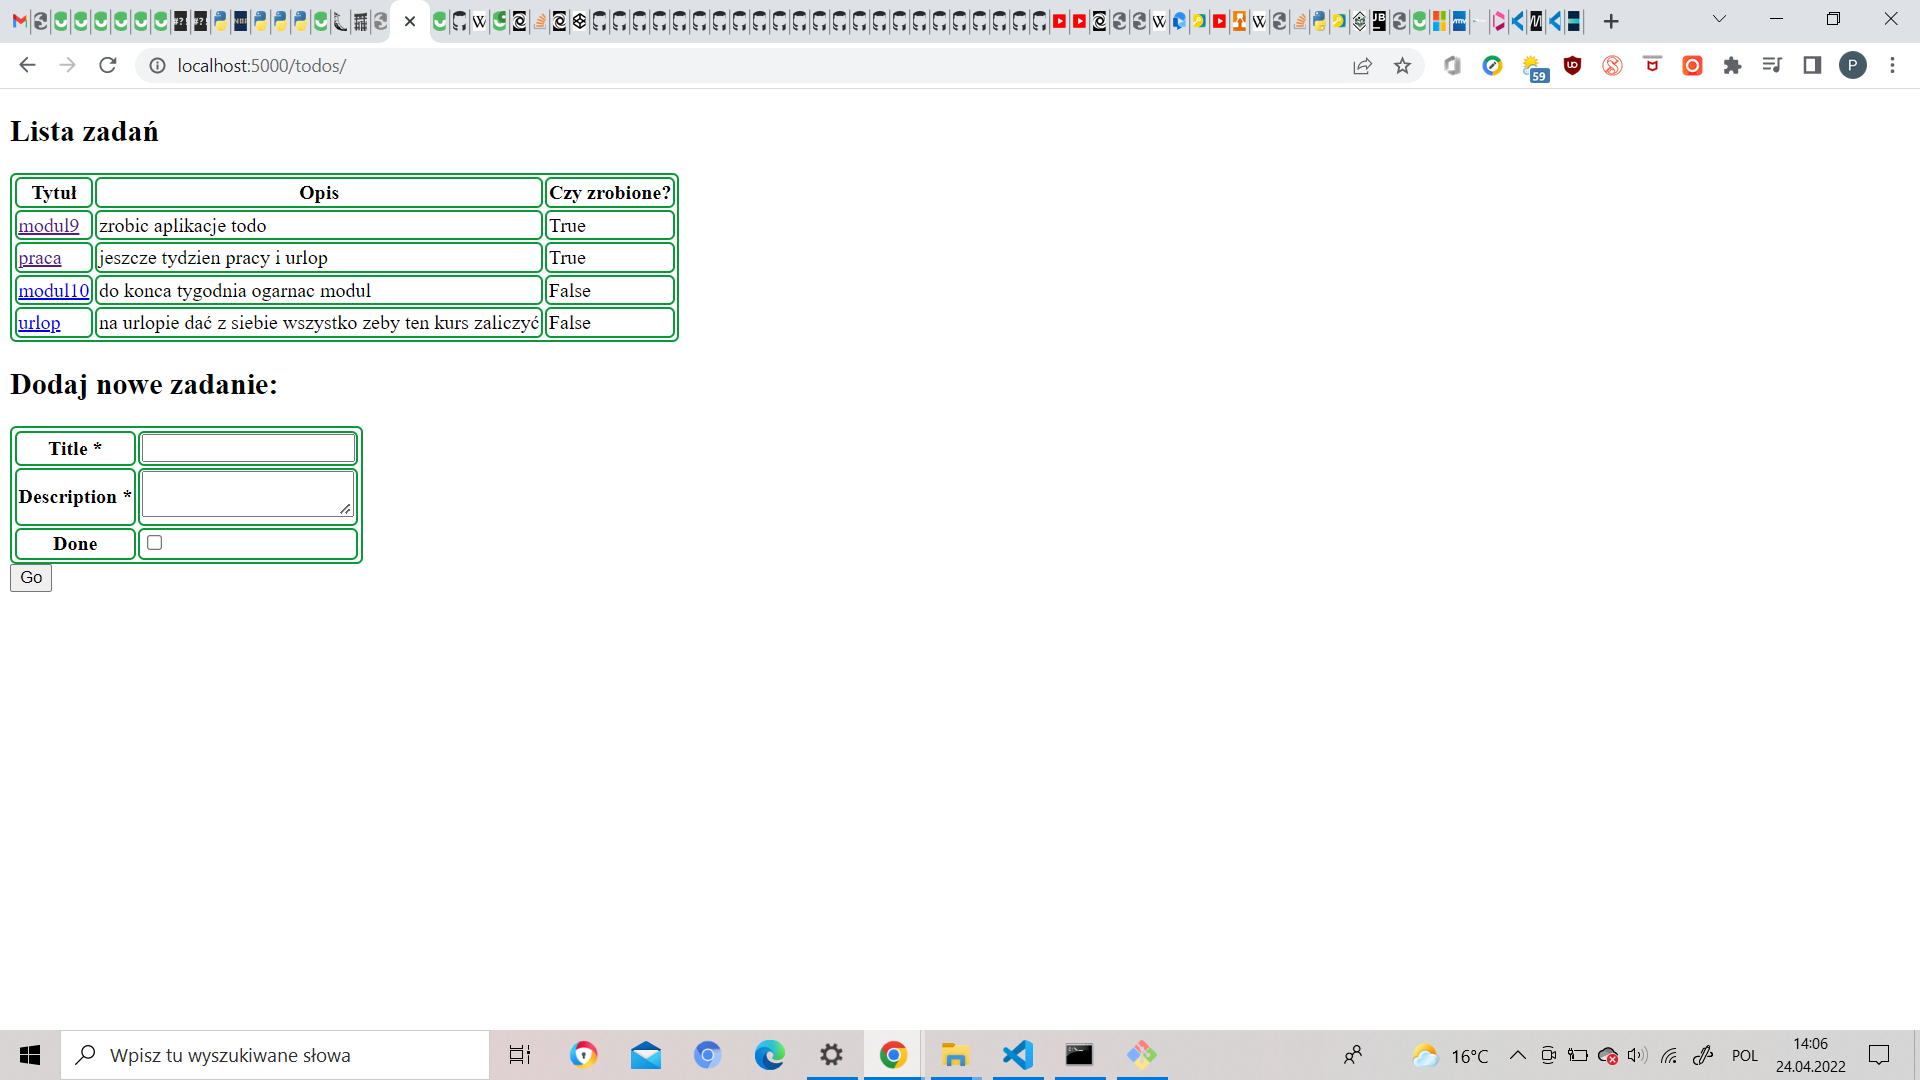 localhost:5000/todos/
59
P
Lista zadań
Tytuł Opis Czy zrobione?
modul9 zrobic aplikacje todo True
praca jeszcze tydzien pracy i urlop True
modul10 do konca tygodnia ogarnac modul False
urlop na urlopie dać z siebie wszystko zeby ten kurs zaliczyć False
Dodaj nowe zadanie:
Title *
Description *
Done
Go
Wpisz tu wyszukiwane słowa
16°C
POL
14:06
24.04.2022